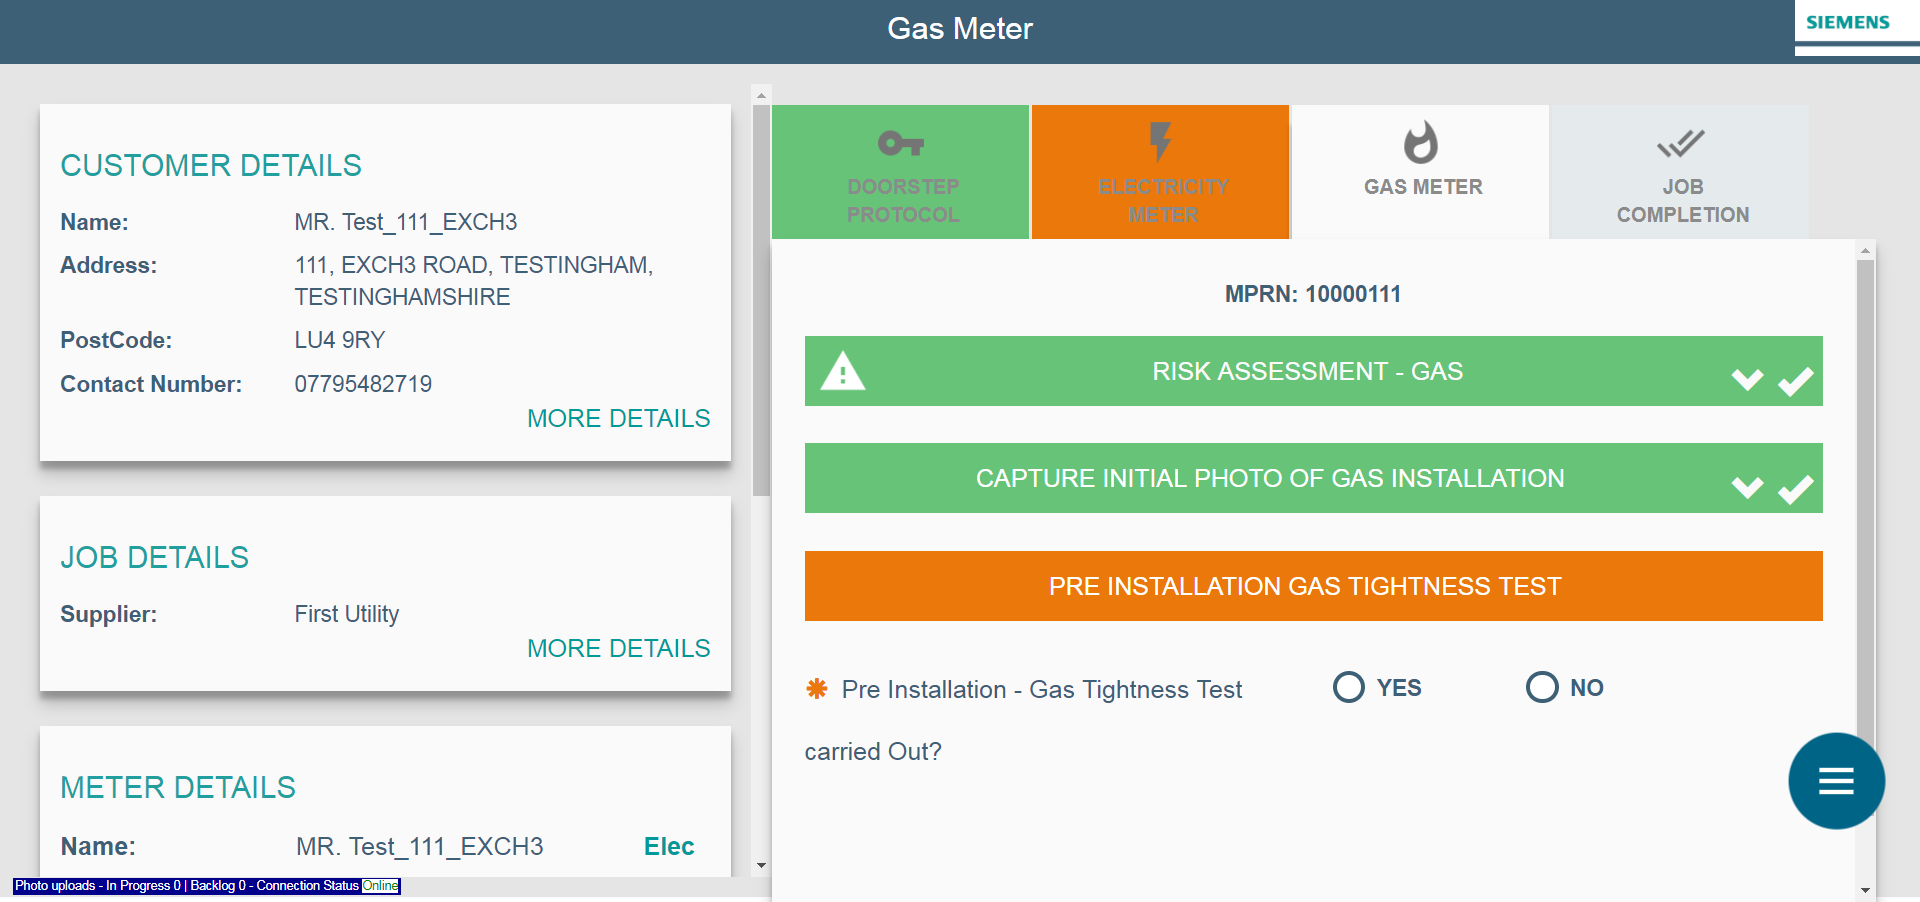 Gas Meter
SIEMENS
CUSTOMER DETAILS
Name: MR. Test_111_EXCH3
Address: 111, EXCH3 ROAD, TESTINGHAM,
TESTINGHAMSHIRE
PostCode: LU4 9RY
Contact Number: 07795482719
MORE DETAILS
JOB DETAILS
Supplier: First Utility
MORE DETAILS
METER DETAILS
Name: MR. Test_111_EXCH3 Elec
Photo uploads - In Progress 0 | Backlog 0 - Connection Status Online
DOORSTEP
PROTOCOL
ELECTRICITY
METER
GAS METER
JOB
COMPLETION
MPRN: 10000111
RISK ASSESSMENT - GAS
CAPTURE INITIAL PHOTO OF GAS INSTALLATION
PRE INSTALLATION GAS TIGHTNESS TEST
Pre Installation - Gas Tightness Test YES NO
carried Out?